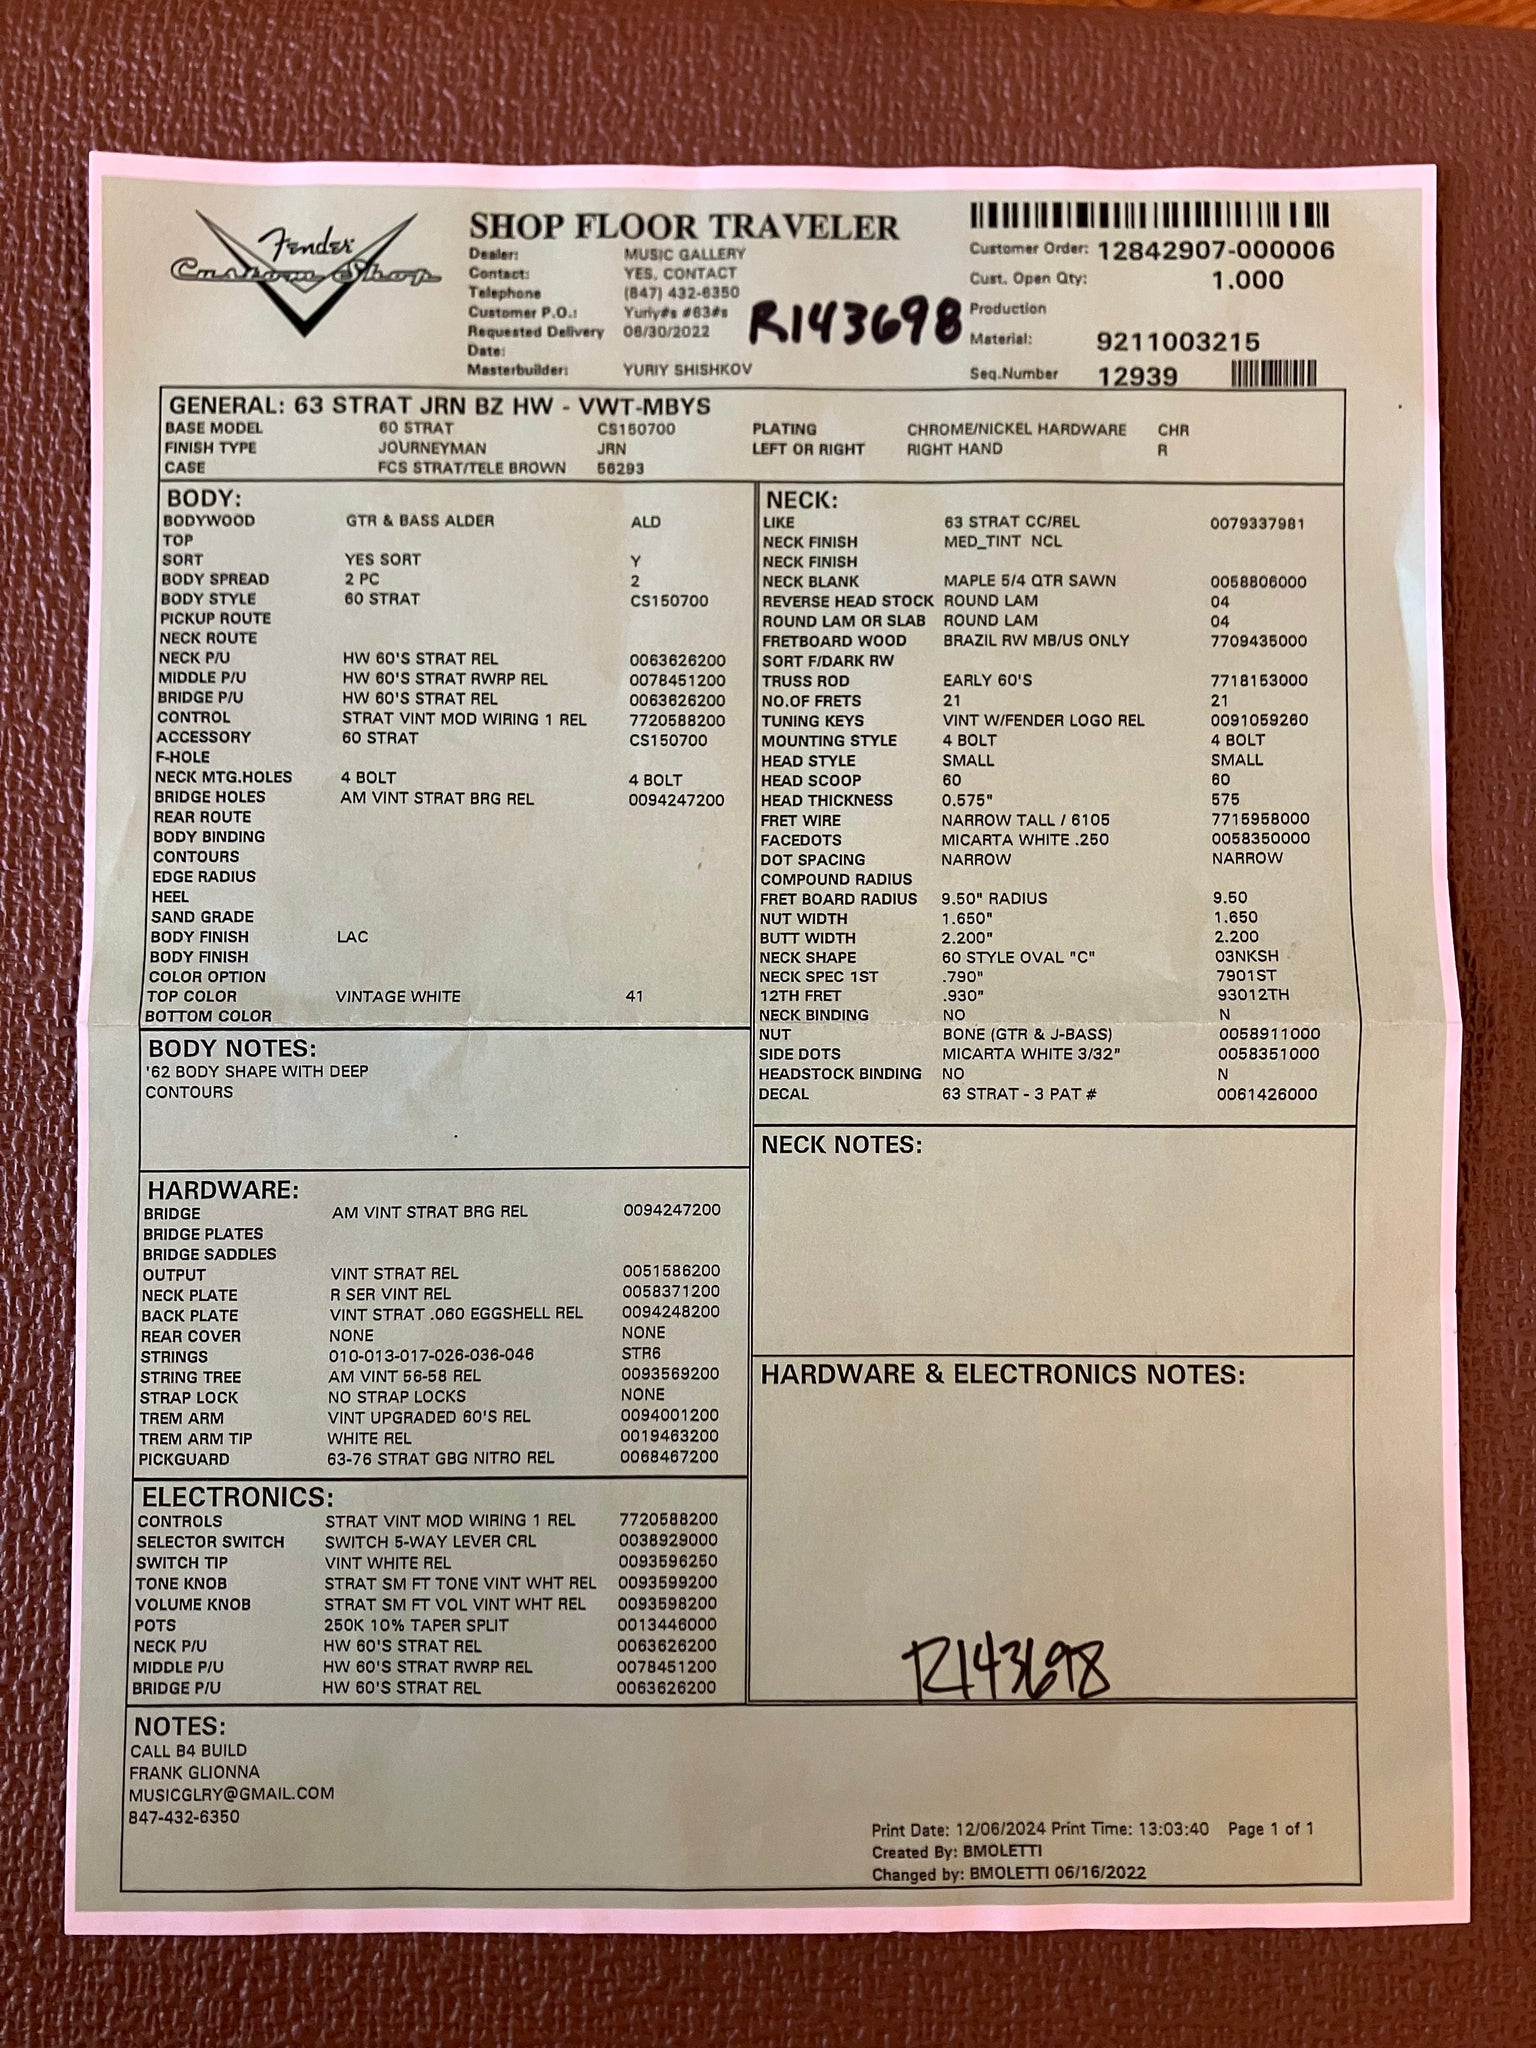 Fender
Custom Shop
SHOP FLOOR TRAVELER
Dealer: MUSIC GALLERY
Contact: YES, CONTACT
Telephone (847) 432-6350
Customer P.O.: Yuriy#s #63#s
Requested Delivery Date: 08/30/2022
Masterbuilder: YURIY SHISHKOV
R143698
Customer Order: 12842907-000006
Cust. Open Qty: 1.000
Production
Material: 9211003215
Seq.Number 12939
GENERAL: 63 STRAT JRN BZ HW - VWT-MBYS
BASE MODEL 60 STRAT CS150700 PLATING CHROME/NICKEL HARDWARE CHR
FINISH TYPE JOURNEYMAN JRN LEFT OR RIGHT RIGHT HAND R
CASE FCS STRAT/TELE BROWN 56293
BODY:
BODYWOOD GTR & BASS ALDER ALD
TOP
SORT YES SORT Y
BODY SPREAD 2 PC 2
BODY STYLE 60 STRAT CS150700
PICKUP ROUTE
NECK ROUTE
NECK P/U HW 60'S STRAT REL 0063626200
MIDDLE P/U HW 60'S STRAT RWRP REL 0078451200
BRIDGE P/U HW 60'S STRAT REL 0063626200
CONTROL STRAT VINT MOD WIRING 1 REL 7720588200
ACCESSORY 60 STRAT CS150700
F-HOLE
NECK MTG.HOLES 4 BOLT 4 BOLT
BRIDGE HOLES AM VINT STRAT BRG REL 0094247200
REAR ROUTE
BODY BINDING
CONTOURS
EDGE RADIUS
HEEL
SAND GRADE
BODY FINISH LAC
BODY FINISH
COLOR OPTION
TOP COLOR VINTAGE WHITE 41
BOTTOM COLOR
BODY NOTES:
'62 BODY SHAPE WITH DEEP
CONTOURS
HARDWARE:
BRIDGE AM VINT STRAT BRG REL 0094247200
BRIDGE PLATES
BRIDGE SADDLES
OUTPUT VINT STRAT REL 0051586200
NECK PLATE R SER VINT REL 0058371200
BACK PLATE VINT STRAT .060 EGGSHELL REL 0094248200
REAR COVER NONE NONE
STRINGS 010-013-017-026-036-046 STR6
STRING TREE AM VINT 56-58 REL 0093569200
STRAP LOCK NO STRAP LOCKS NONE
TREM ARM VINT UPGRADED 60'S REL 0094001200
TREM ARM TIP WHITE REL 0019463200
PICKGUARD 63-76 STRAT GBG NITRO REL 0068467200
ELECTRONICS:
CONTROLS STRAT VINT MOD WIRING 1 REL 7720588200
SELECTOR SWITCH SWITCH 5-WAY LEVER CRL 0038929000
SWITCH TIP VINT WHITE REL 0093596250
TONE KNOB STRAT SM FT TONE VINT WHT REL 0093599200
VOLUME KNOB STRAT SM FT VOL VINT WHT REL 0093598200
POTS 250K 10% TAPER SPLIT 0013446000
NECK P/U HW 60'S STRAT REL 0063626200
MIDDLE P/U HW 60'S STRAT RWRP REL 0078451200
BRIDGE P/U HW 60'S STRAT REL 0063626200
NECK:
LIKE 63 STRAT CC/REL 0079337981
NECK FINISH MED_TINT NCL
NECK FINISH
NECK BLANK MAPLE 5/4 QTR SAWN 0058806000
REVERSE HEAD STOCK ROUND LAM 04
ROUND LAM OR SLAB ROUND LAM 04
FRETBOARD WOOD BRAZIL RW MB/US ONLY 7709435000
SORT F/DARK RW
TRUSS ROD EARLY 60'S 7718153000
NO.OF FRETS 21 21
TUNING KEYS VINT W/FENDER LOGO REL 0091059260
MOUNTING STYLE 4 BOLT 4 BOLT
HEAD STYLE SMALL SMALL
HEAD SCOOP 60 60
HEAD THICKNESS 0.575" 575
FRET WIRE NARROW TALL / 6105 7715958000
FACEDOTS MICARTA WHITE .250 0058350000
DOT SPACING NARROW NARROW
COMPOUND RADIUS
FRET BOARD RADIUS 9.50" RADIUS 9.50
NUT WIDTH 1.650" 1.650
BUTT WIDTH 2.200" 2.200
NECK SHAPE 60 STYLE OVAL "C" 03NKSH
NECK SPEC 1ST .790" 7901ST
12TH FRET .930" 93012TH
NECK BINDING NO N
NUT BONE (GTR & J-BASS) 0058911000
SIDE DOTS MICARTA WHITE 3/32" 0058351000
HEADSTOCK BINDING NO N
DECAL 63 STRAT - 3 PAT # 0061426000
NECK NOTES:
HARDWARE & ELECTRONICS NOTES:
R143698
NOTES:
CALL B4 BUILD
FRANK GLIONNA
MUSICGLRY@GMAIL.COM
847-432-6350
Print Date: 12/06/2024 Print Time: 13:03:40 Page 1 of 1
Created By: BMOLETTI
Changed by: BMOLETTI 06/16/2022